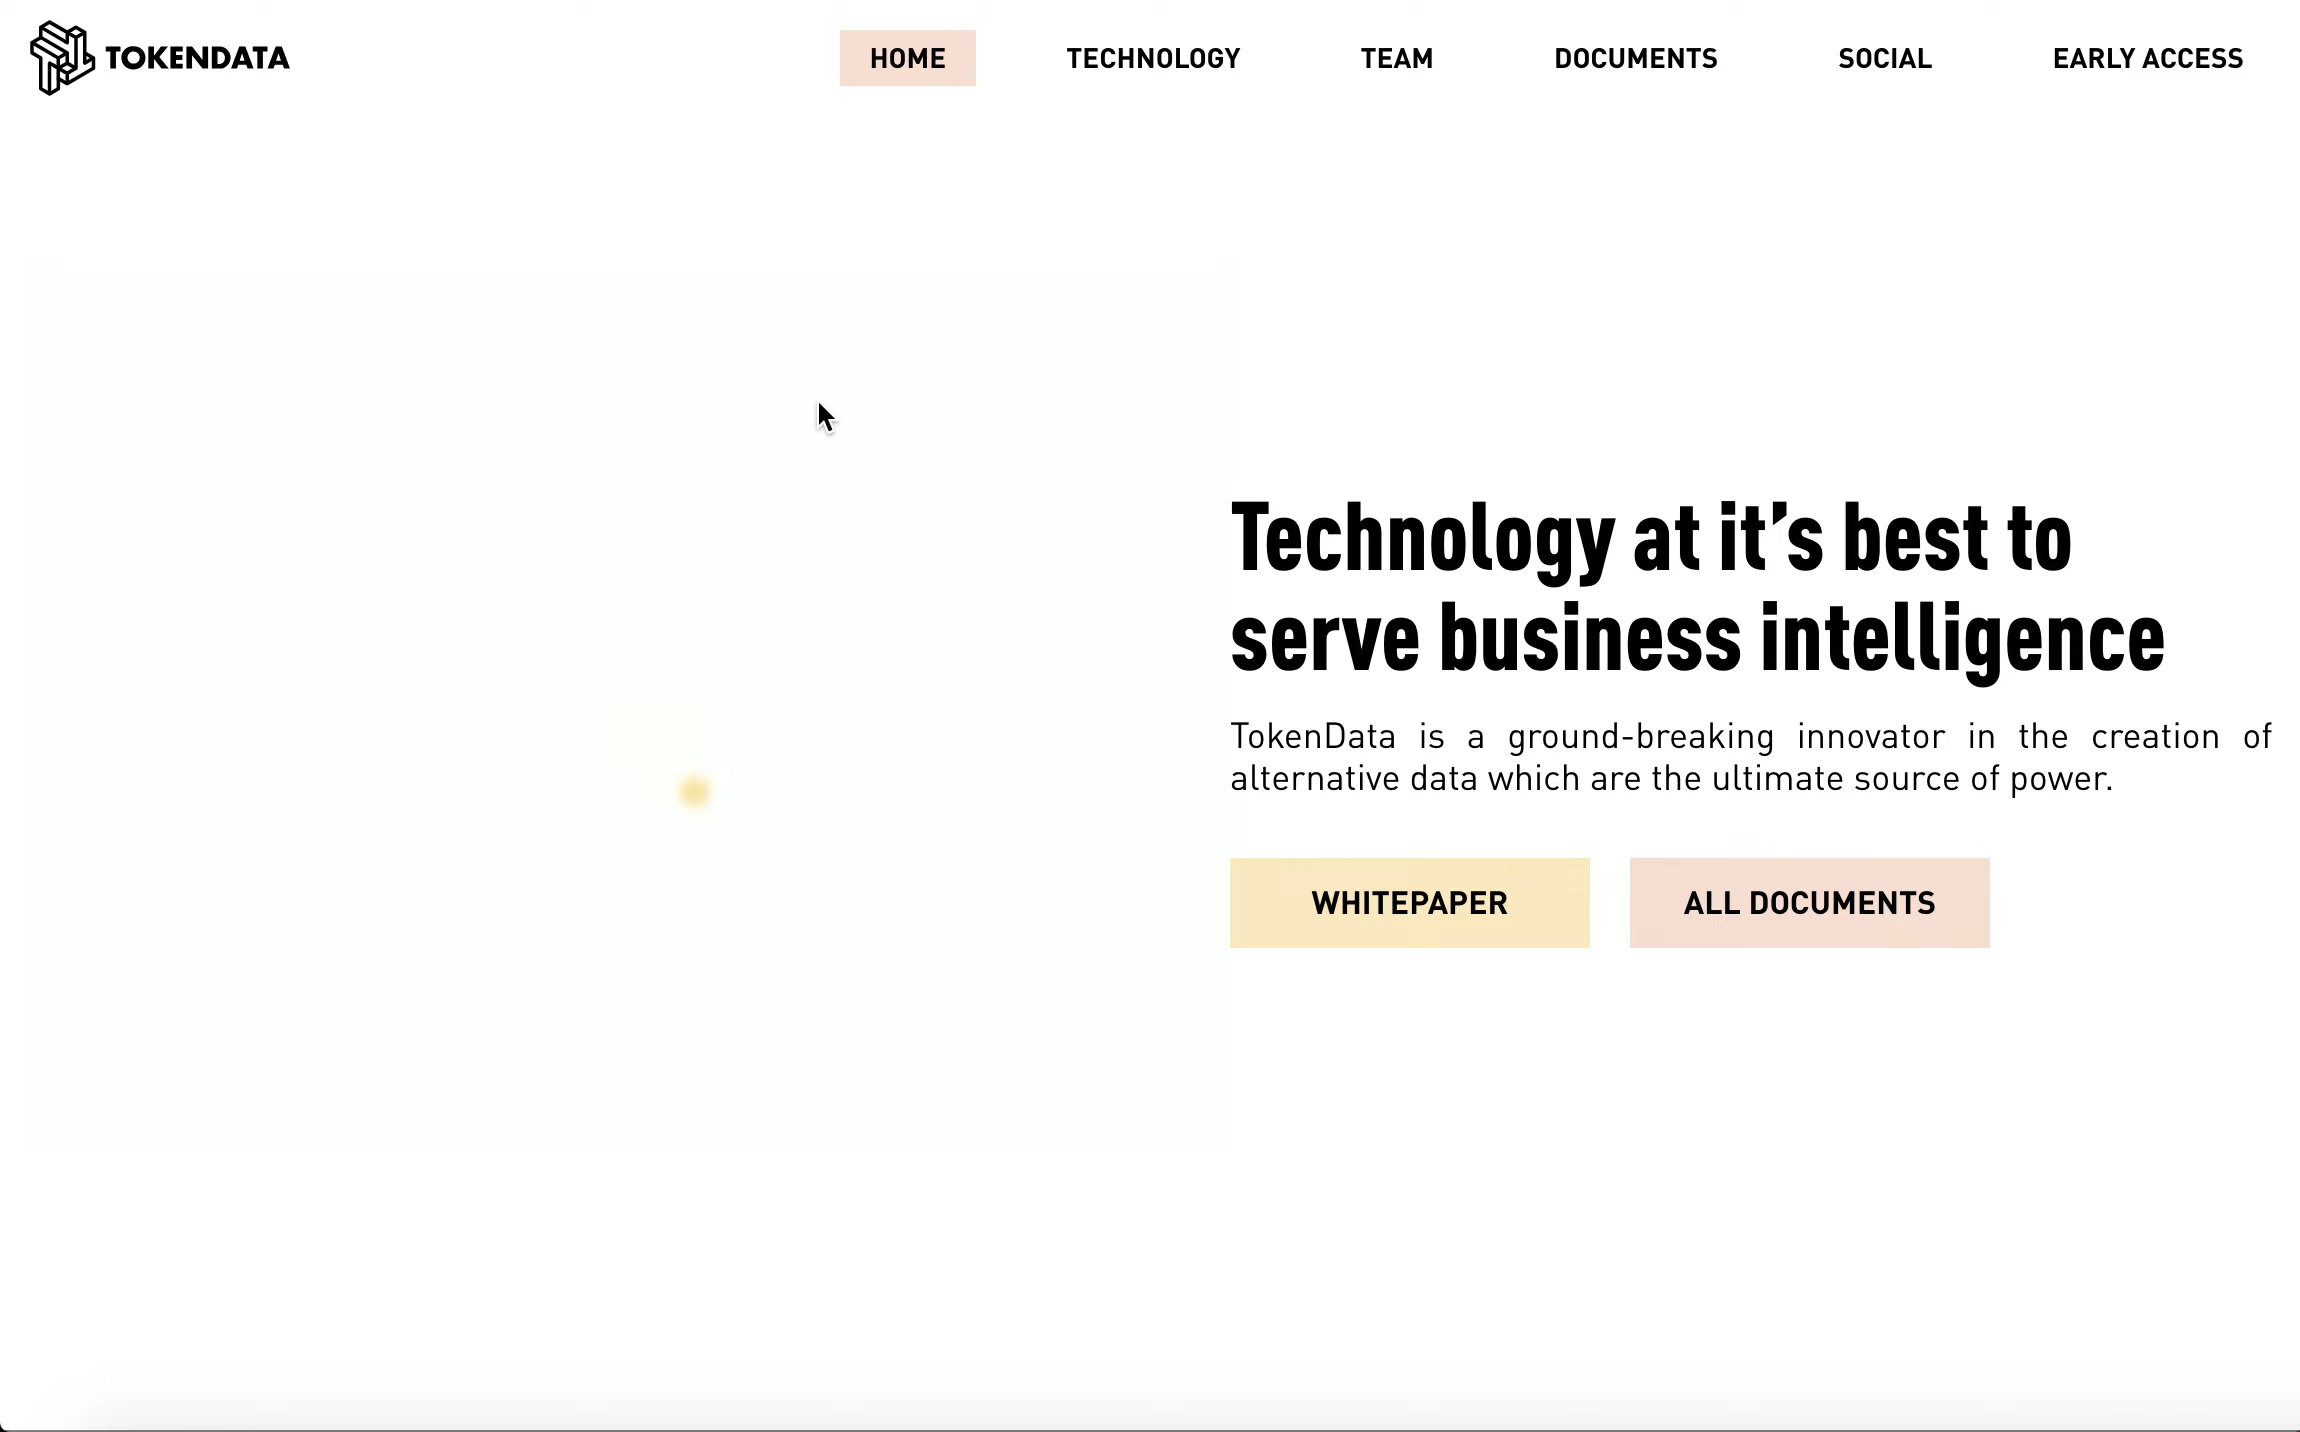 TOKENDATA
HOME
TECHNOLOGY
TEAM
DOCUMENTS
SOCIAL
EARLY ACCESS
Technology at it’s best to
serve business intelligence
TokenData is a ground-breaking innovator in the creation of
alternative data which are the ultimate source of power.
WHITEPAPER
ALL DOCUMENTS